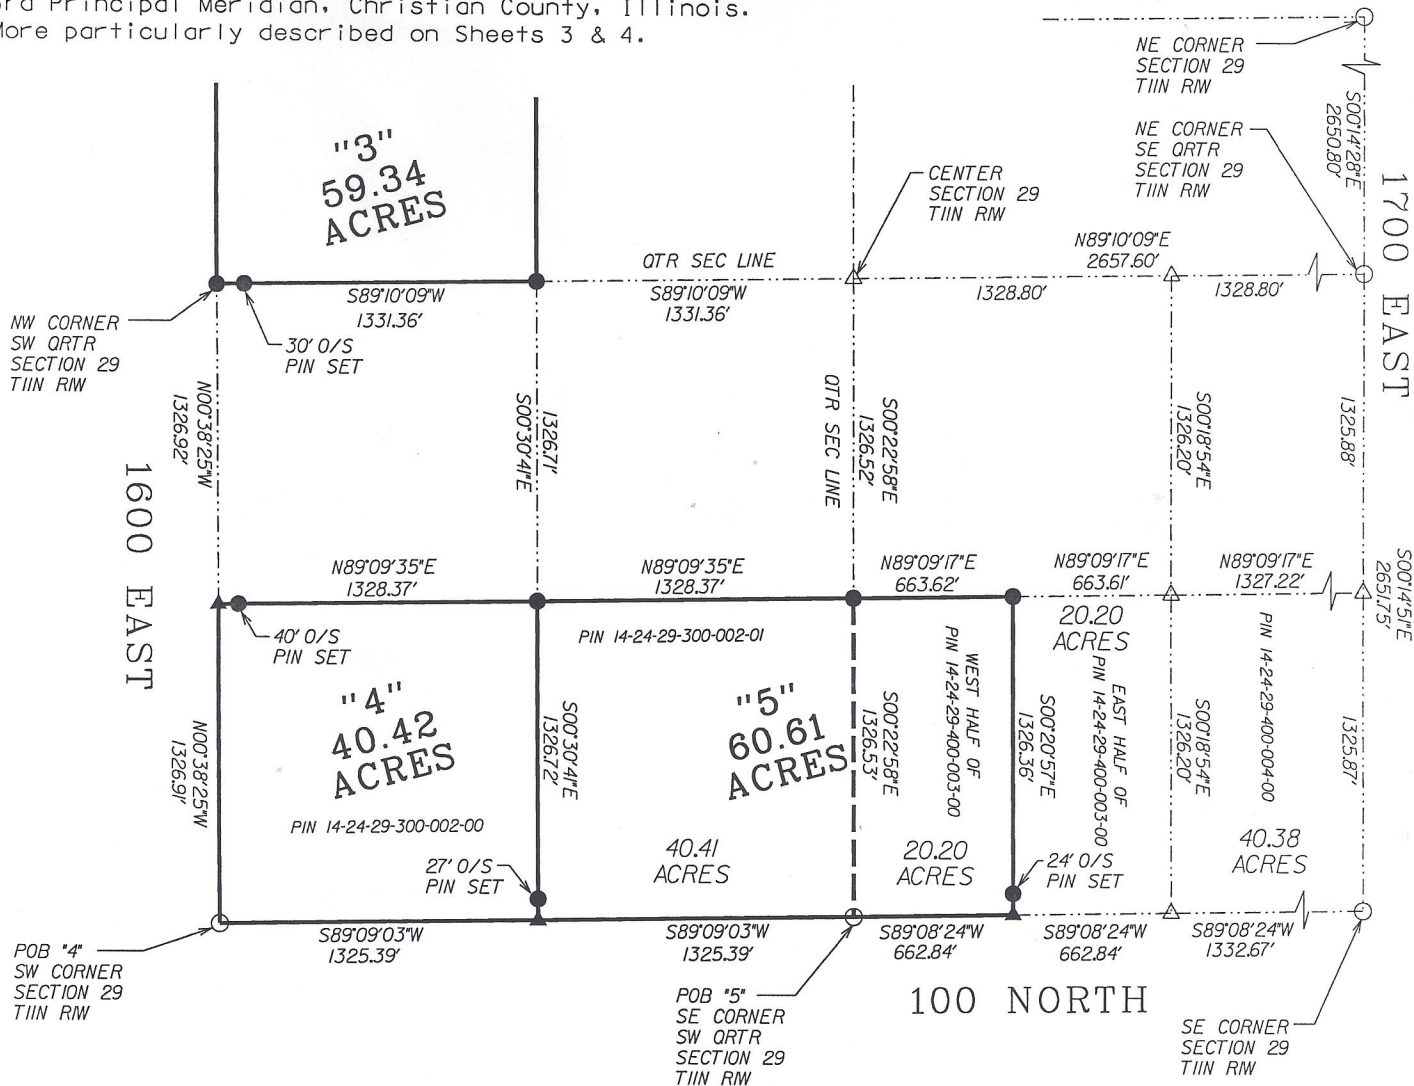 3rd Principal Meridian, Christian County, Illinois.
More particularly described on Sheets 3 & 4.
NE CORNER
SECTION 29
T11N R1W
S00°14'28"E
2650.80'
NE CORNER
SE QRTR
SECTION 29
T11N R1W
1700 EAST
"3"
59.34
ACRES
CENTER
SECTION 29
T11N R1W
N89°10'09"E
2657.60'
QTR SEC LINE
S89°10'09"W
1331.36'
S89°10'09"W
1331.36'
1328.80'
1328.80'
NW CORNER
SW QRTR
SECTION 29
T11N R1W
30' O/S
PIN SET
N00°38'25"W
1326.92'
1326.71'
S00°30'41"E
QTR SEC LINE
S00°22'58"E
1326.52'
S00°18'54"E
1326.20'
1325.88'
1600 EAST
N89°09'35"E
1328.37'
N89°09'35"E
1328.37'
N89°09'17"E
663.62'
N89°09'17"E
663.61'
N89°09'17"E
1327.22'
S00°14'51"E
2651.75'
40' O/S
PIN SET
PIN 14-24-29-300-002-01
20.20
ACRES
"4"
40.42
ACRES
"5"
60.61
ACRES
N00°38'25"W
1326.91'
S00°30'41"E
1326.72'
S00°22'58"E
1326.53'
WEST HALF OF
PIN 14-24-29-400-003-00
S00°20'57"E
1326.36'
EAST HALF OF
PIN 14-24-29-400-003-00
S00°18'54"E
1326.20'
PIN 14-24-29-400-004-00
1325.87'
PIN 14-24-29-300-002-00
27' O/S
PIN SET
40.41
ACRES
20.20
ACRES
24' O/S
PIN SET
40.38
ACRES
S89°09'03"W
1325.39'
S89°09'03"W
1325.39'
S89°08'24"W
662.84'
S89°08'24"W
662.84'
S89°08'24"W
1332.67'
POB "4"
SW CORNER
SECTION 29
T11N R1W
POB "5"
SE CORNER
SW QRTR
SECTION 29
T11N R1W
100 NORTH
SE CORNER
SECTION 29
T11N R1W